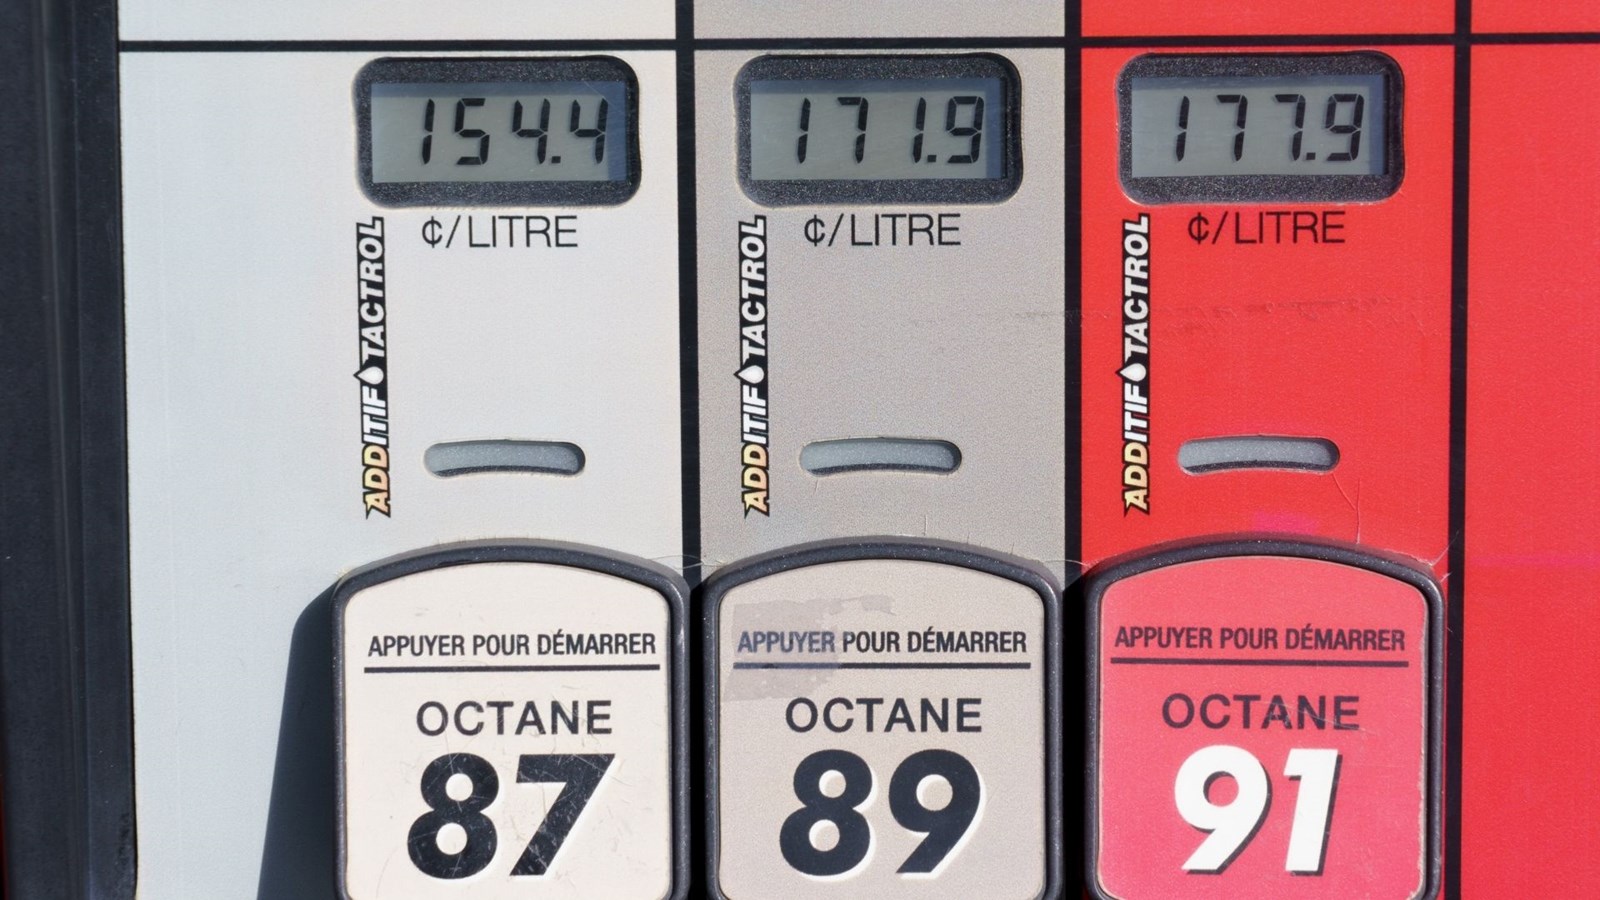 154.4
¢/LITRE
ADDITIF TACTROL
APPUYER POUR DÉMARRER
OCTANE
87
171.9
¢/LITRE
ADDITIF TACTROL
APPUYER POUR DÉMARRER
OCTANE
89
177.9
¢/LITRE
ADDITIF TACTROL
APPUYER POUR DÉMARRER
OCTANE
91